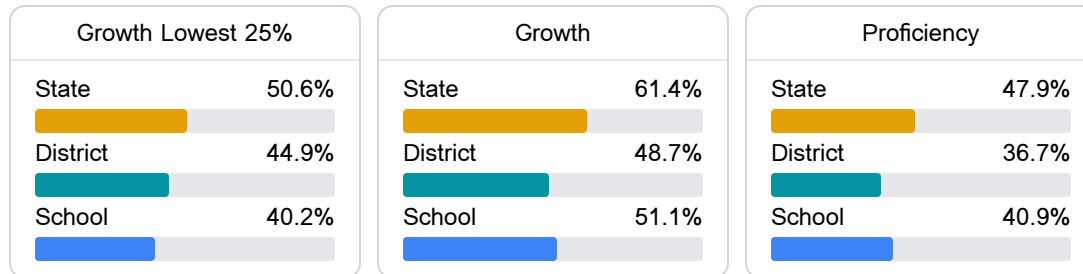 Growth Lowest 25%
State 50.6%
District 44.9%
School 40.2%
Growth
State 61.4%
District 48.7%
School 51.1%
Proficiency
State 47.9%
District 36.7%
School 40.9%